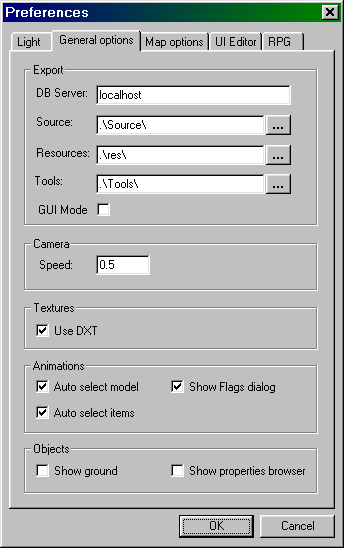 Preferences
Light General options Map options UI Editor RPG
Export
DB Server: localhost
Source: .\Source\ ...
Resources: .\res\ ...
Tools: .\Tools\ ...
GUI Mode
Camera
Speed: 0.5
Textures
Use DXT
Animations
Auto select model Show Flags dialog
Auto select items
Objects
Show ground Show properties browser
OK Cancel